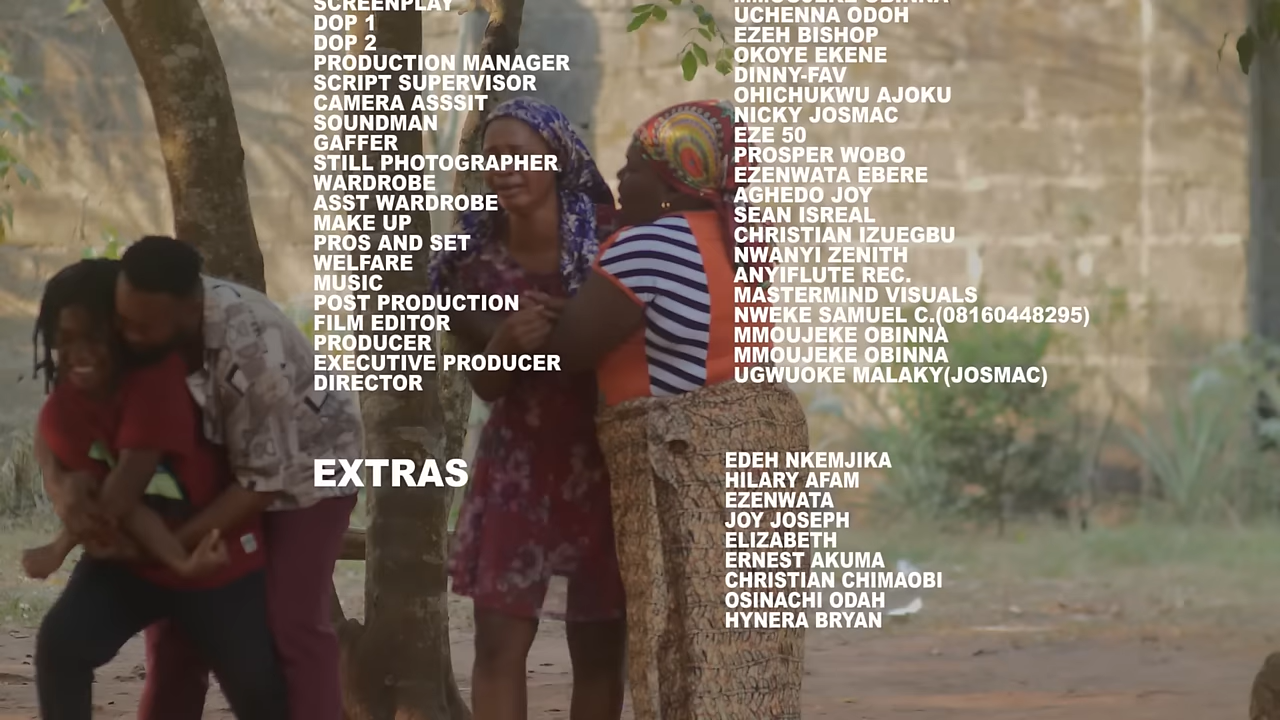 SCREENPLAY MMOUJEKE OBINNA
DOP 1 UCHENNA ODOH
DOP 2 EZEH BISHOP
PRODUCTION MANAGER OKOYE EKENE
SCRIPT SUPERVISOR DINNY-FAV
CAMERA ASSSIT OHICHUKWU AJOKU
SOUNDMAN NICKY JOSMAC
GAFFER EZE 50
STILL PHOTOGRAPHER PROSPER WOBO
WARDROBE EZENWATA EBERE
ASST WARDROBE AGHEDO JOY
MAKE UP SEAN ISREAL
PROS AND SET CHRISTIAN IZUEGBU
WELFARE NWANYI ZENITH
MUSIC ANYIFLUTE REC.
POST PRODUCTION MASTERMIND VISUALS
FILM EDITOR NWEKE SAMUEL C.(08160448295)
PRODUCER MMOUJEKE OBINNA
EXECUTIVE PRODUCER MMOUJEKE OBINNA
DIRECTOR UGWUOKE MALAKY(JOSMAC)
EXTRAS
EDEH NKEMJIKA
HILARY AFAM
EZENWATA
JOY JOSEPH
ELIZABETH
ERNEST AKUMA
CHRISTIAN CHIMAOBI
OSINACHI ODAH
HYNERA BRYAN